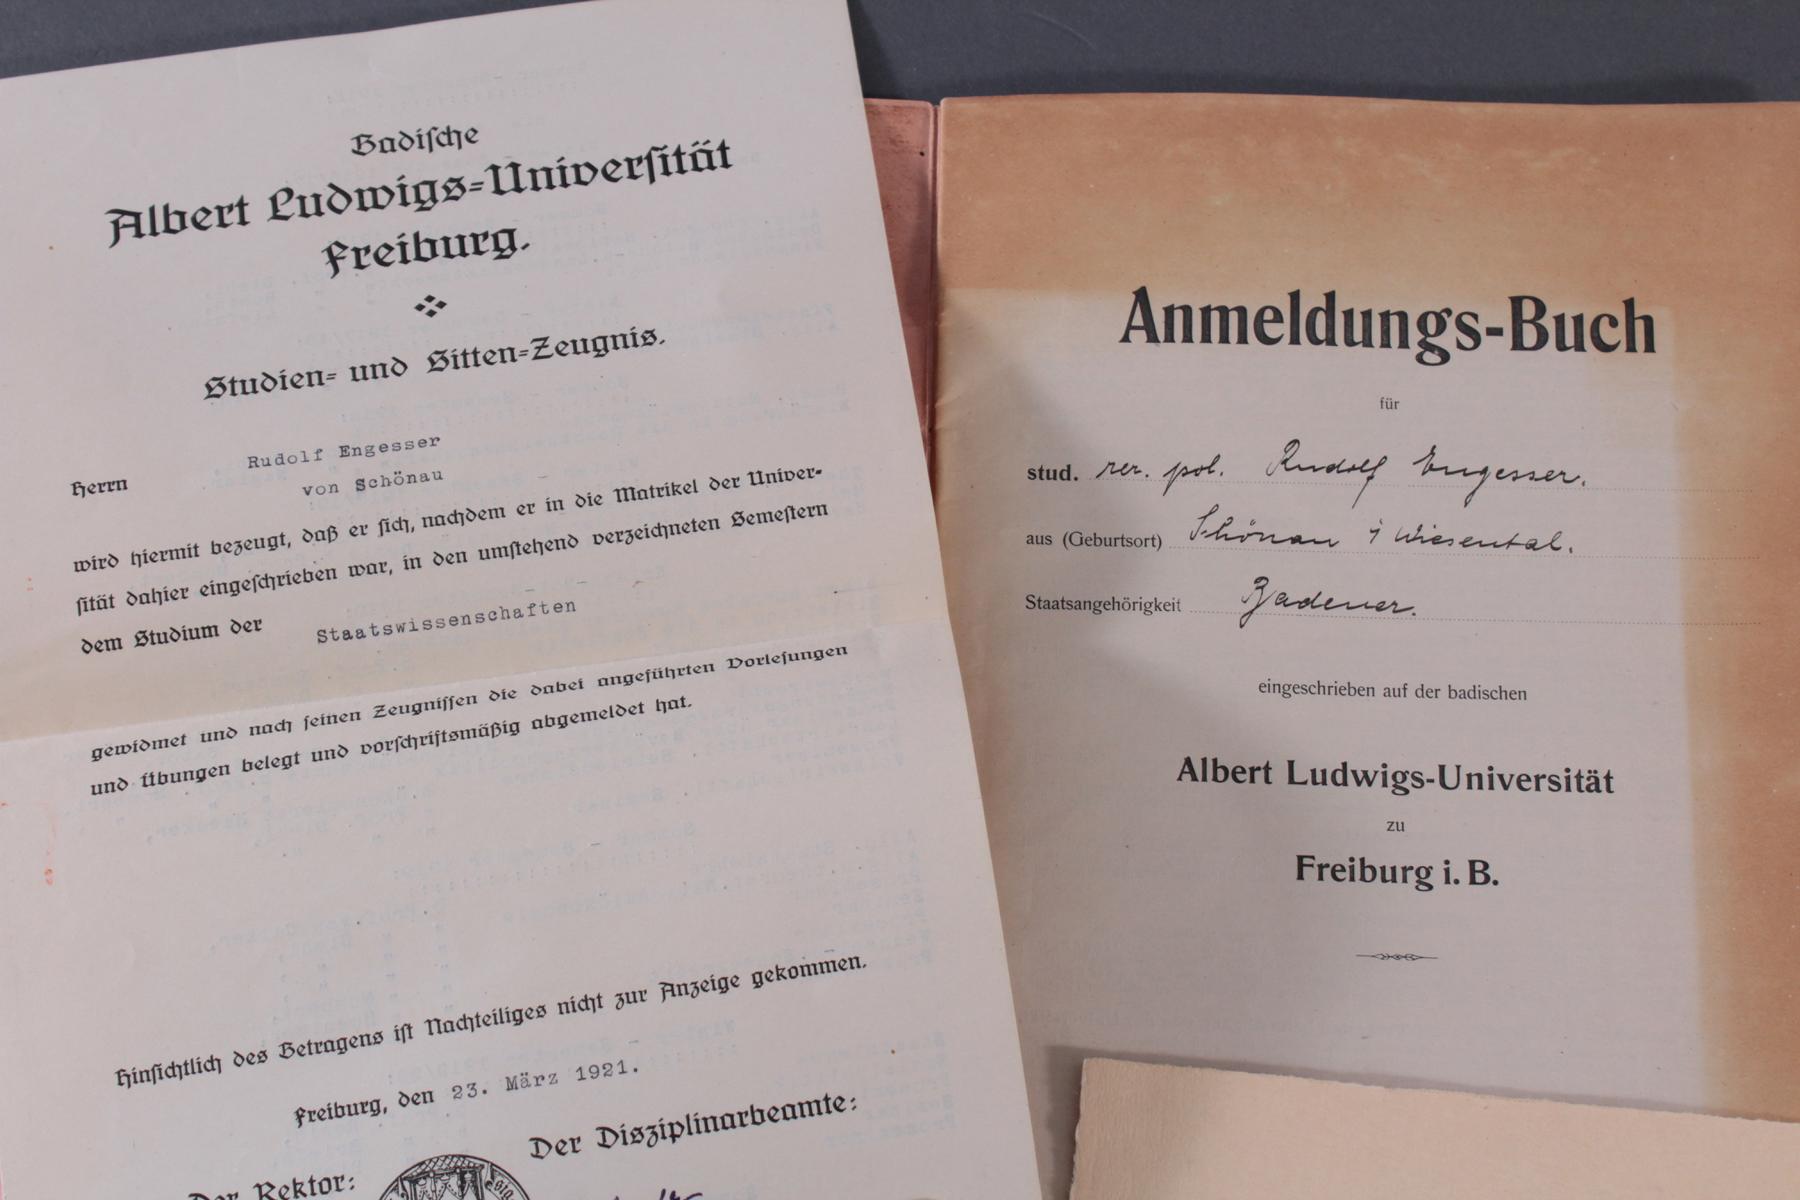 Badische
Albert Ludwigs-Universität
Freiburg.
Studien- und Sitten-Zeugnis.
Herrn Rudolf Engesser
von Schönau
wird hiermit bezeugt, daß er sich, nachdem er in die Matrikel der Univer-
sität dahier eingeschrieben war, in den umstehend verzeichneten Semestern
dem Studium der Staatswissenschaften
gewidmet und nach seinen Zeugnissen die dabei angeführten Vorlesungen
und Übungen belegt und vorschriftsmäßig abgemeldet hat.
Hinsichtlich des Betragens ist Nachteiliges nicht zur Anzeige gekommen.
Freiburg, den 23. März 1921.
Der Disziplinarbeamte:
Der Rektor:
Anmeldungs-Buch
für
stud. rer. pol. Rudolf Engesser.
aus (Geburtsort) Schönau i Wiesental.
Staatsangehörigkeit Badener.
eingeschrieben auf der badischen
Albert Ludwigs-Universität
zu
Freiburg i. B.